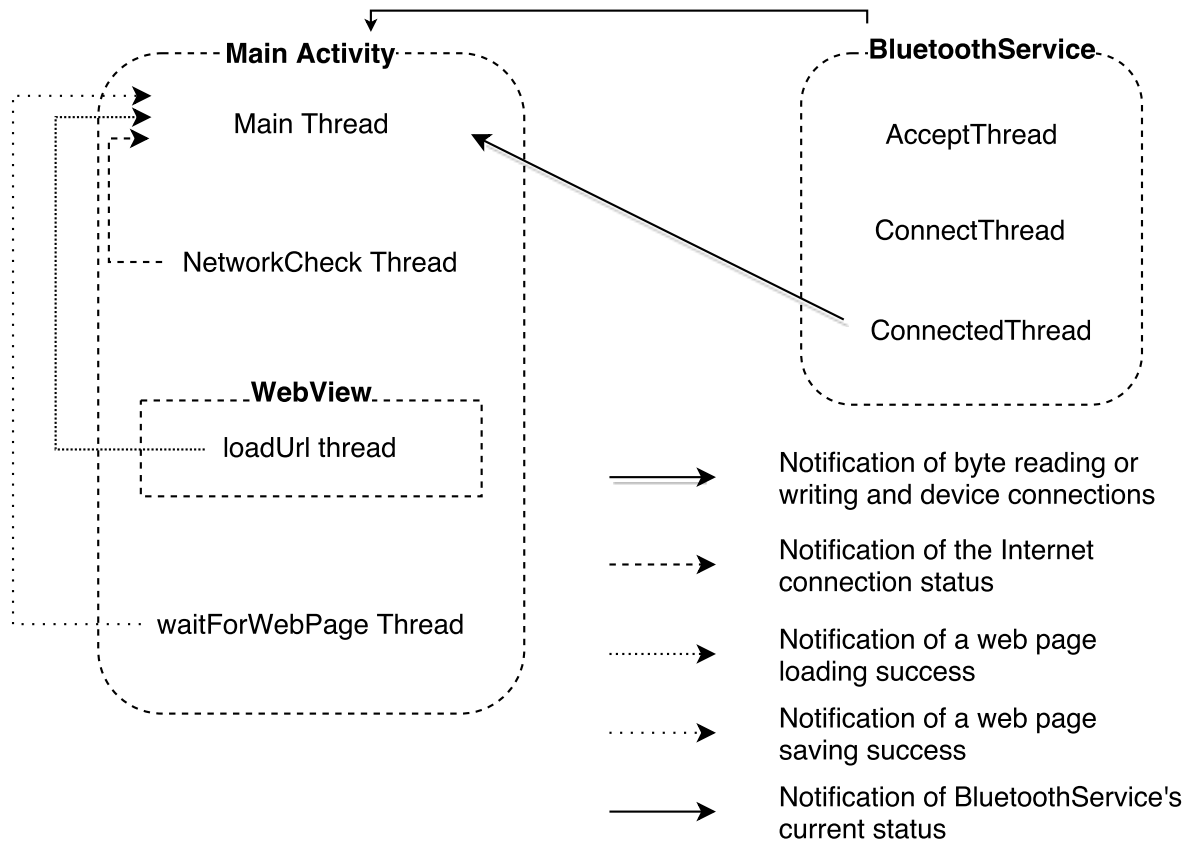 Main Activity
Main Thread
NetworkCheck Thread
WebView
loadUrl thread
waitForWebPage Thread
BluetoothService
AcceptThread
ConnectThread
ConnectedThread
Notification of byte reading or
writing and device connections
Notification of the Internet
connection status
Notification of a web page
loading success
Notification of a web page
saving success
Notification of BluetoothService's
current status